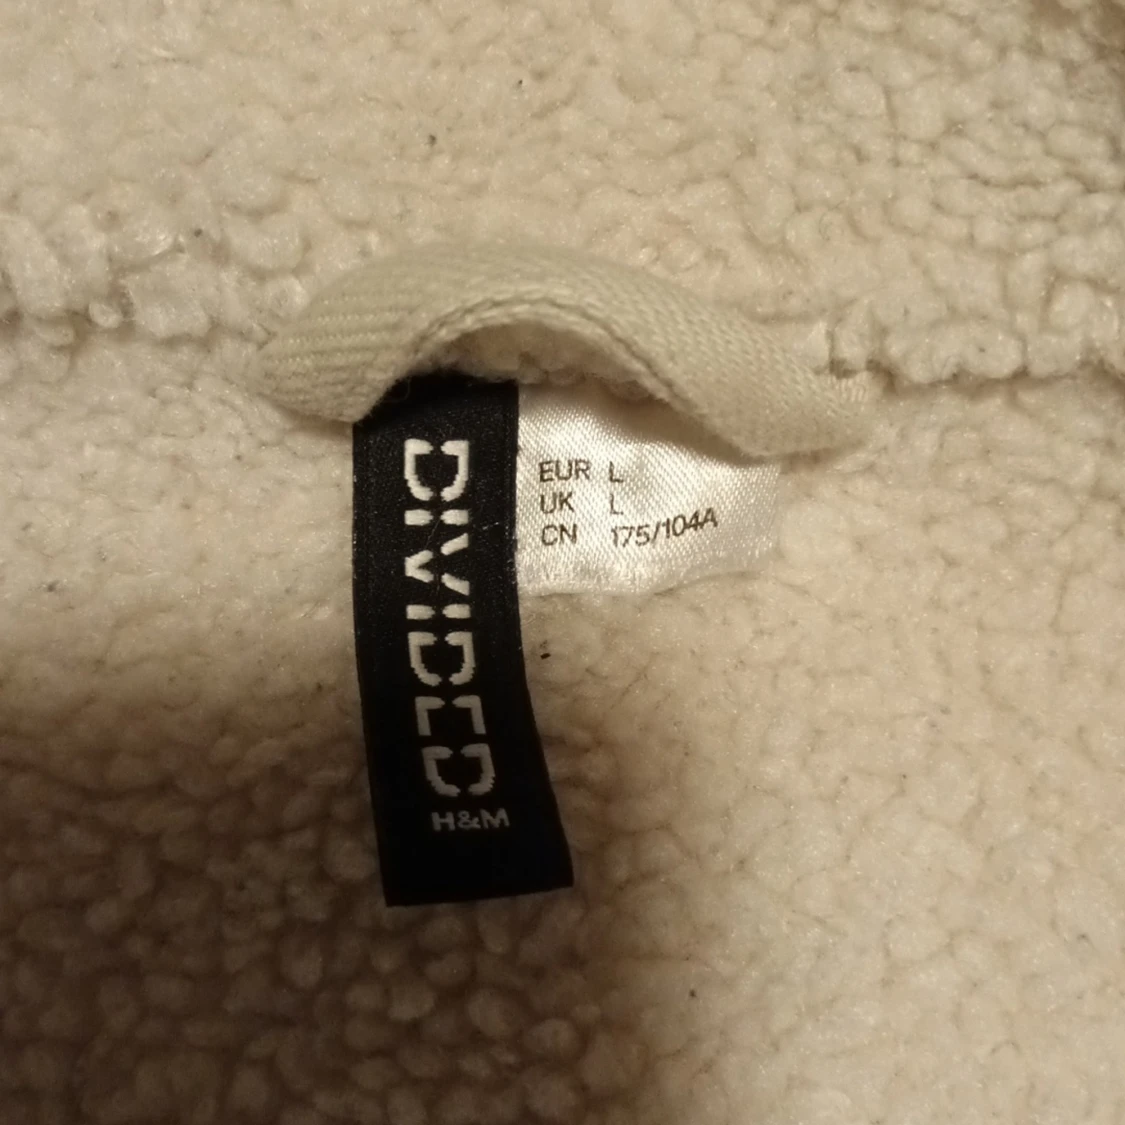 DIVIDED
H&M
EUR L
UK L
CN 175/104A